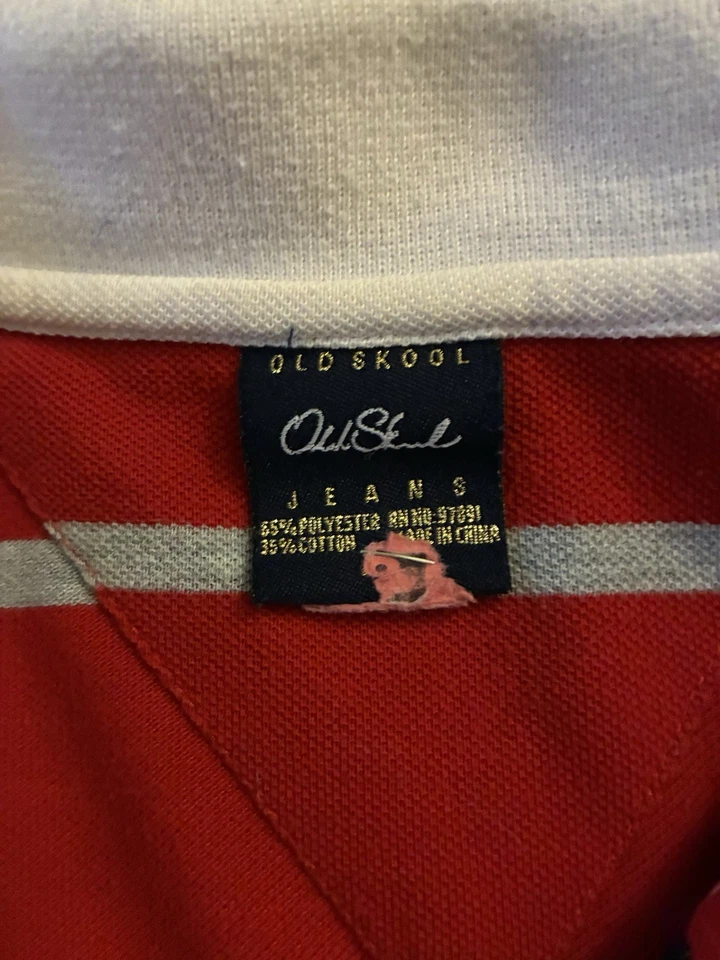 OLD SKOOL
Old Skool
JEANS
65% POLYESTER RN NO. 97891
35% COTTON MADE IN CHINA